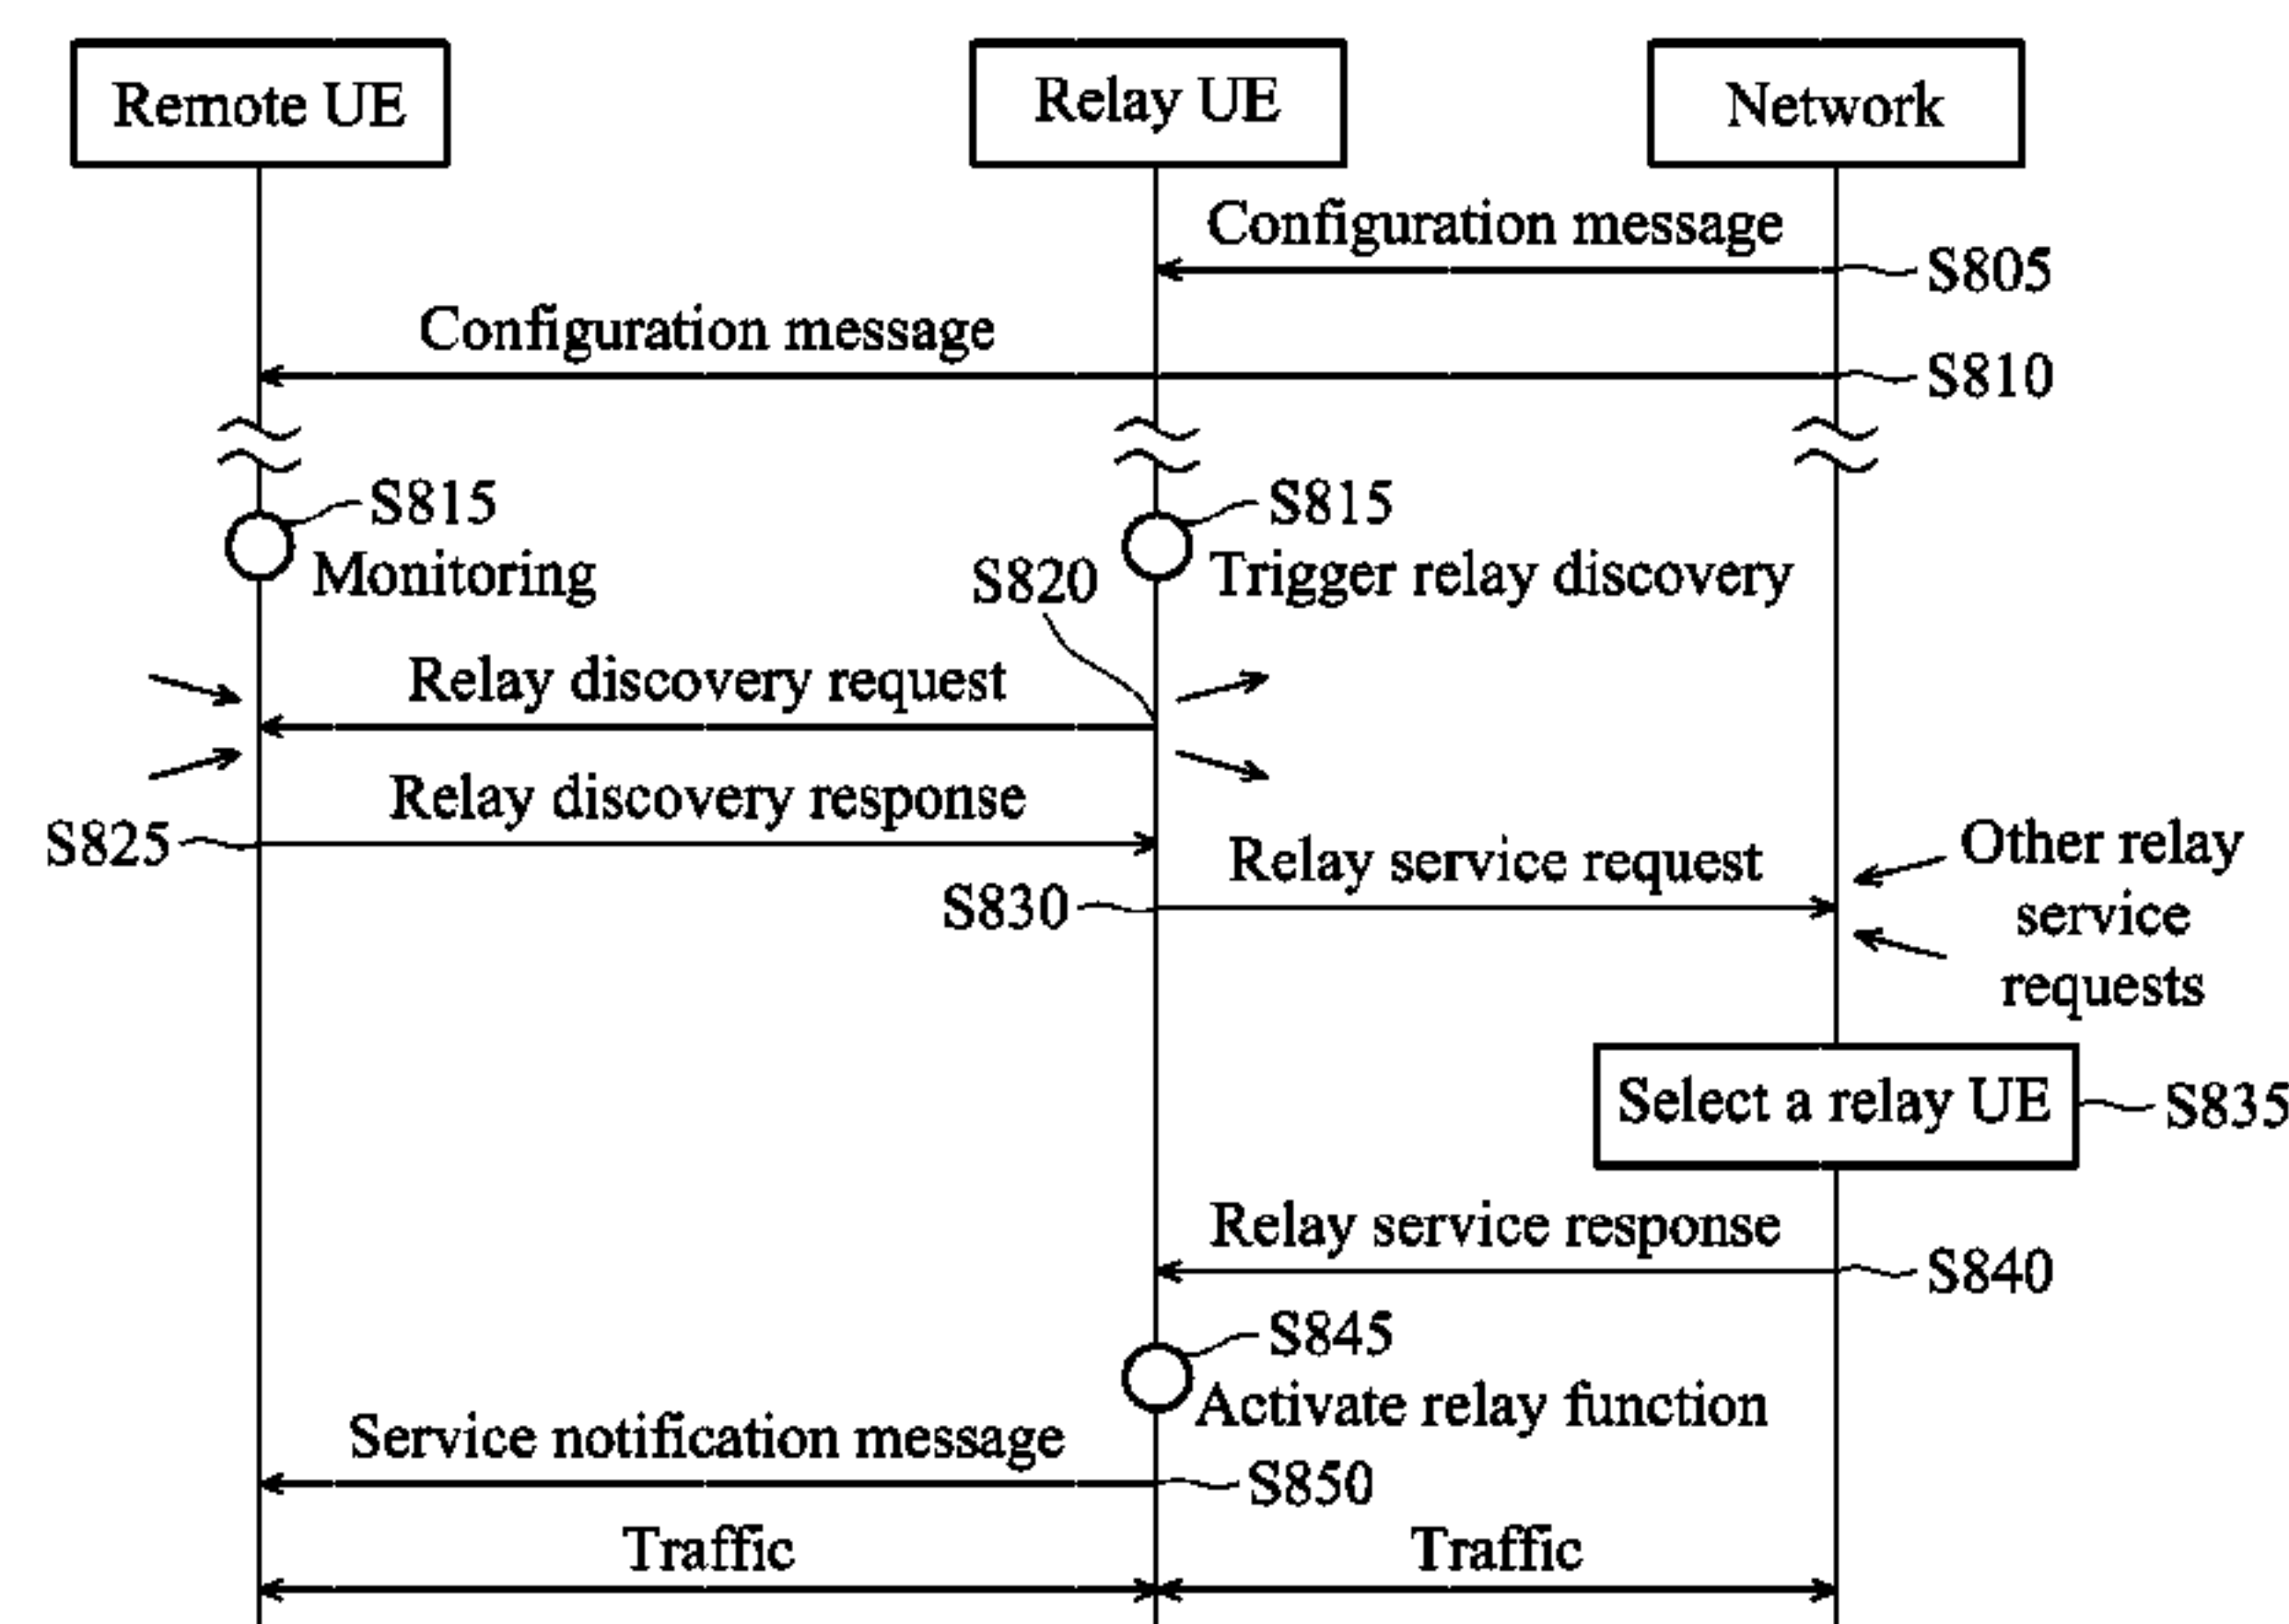 Remote UE
Relay UE
Network
Configuration message
S805
Configuration message
S810
S815
Monitoring
S815
Trigger relay discovery
S820
Relay discovery request
Relay discovery response
S825
Relay service request
S830
Other relay
service
requests
Select a relay UE
S835
Relay service response
S840
S845
Activate relay function
Service notification message
S850
Traffic
Traffic